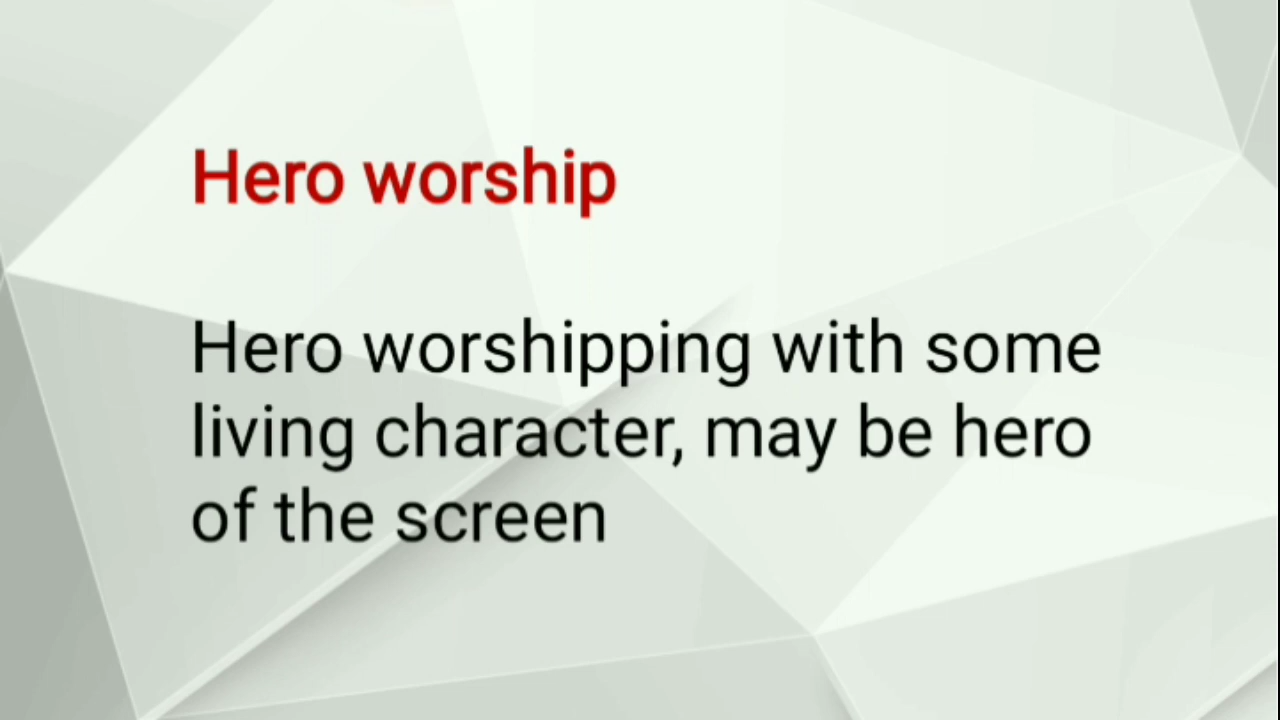 Hero worship
Hero worshipping with some
living character, may be hero
of the screen